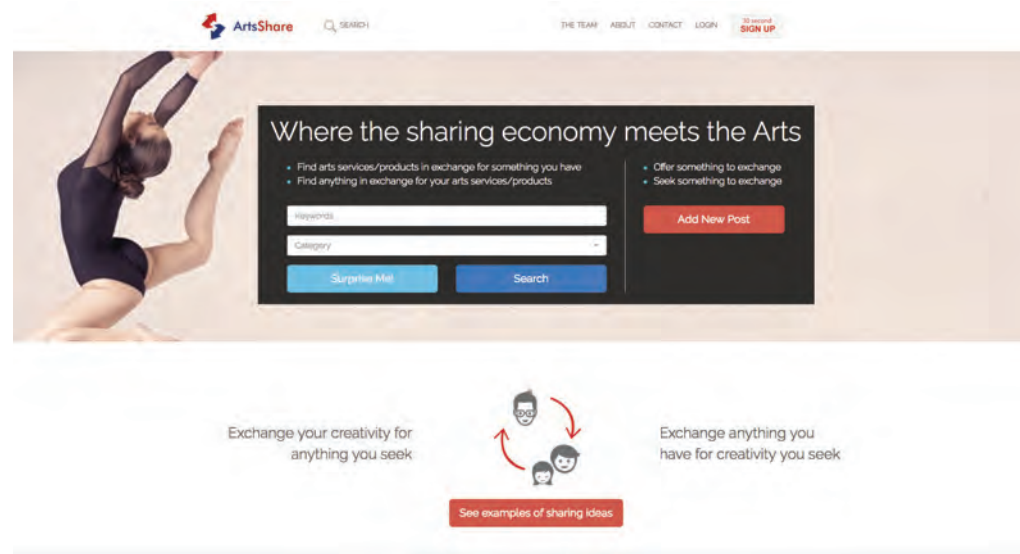 ArtsShare
SEARCH
THE TEAM ABOUT CONTACT LOGIN
30 second
SIGN UP
Where the sharing economy meets the Arts
• Find arts services/products in exchange for something you have
• Find anything in exchange for your arts services/products
Keywords
Category
Surprise Me!
Search
• Offer something to exchange
• Seek something to exchange
Add New Post
Exchange your creativity for
anything you seek
Exchange anything you
have for creativity you seek
See examples of sharing ideas